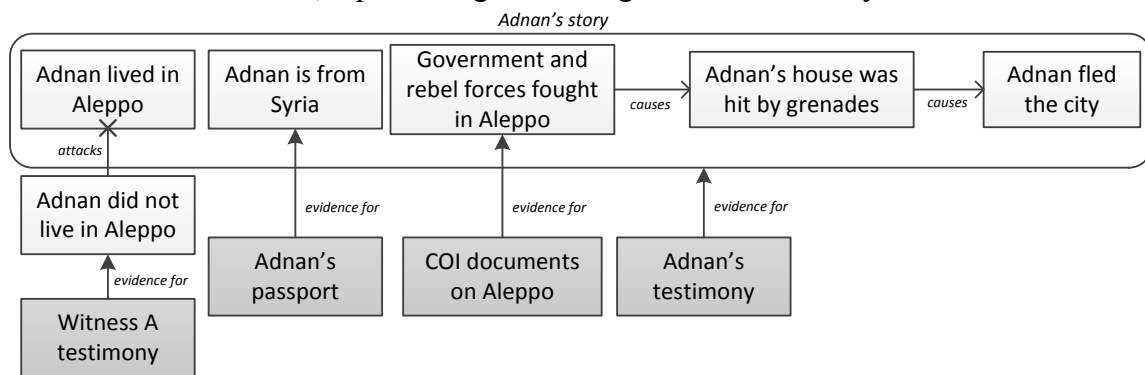 Adnan's story
Adnan lived in
Aleppo
Adnan is from
Syria
Government and
rebel forces fought
in Aleppo
causes
Adnan's house was
hit by grenades
causes
Adnan fled
the city
attacks
Adnan did not
live in Aleppo
evidence for
evidence for
evidence for
evidence for
Adnan's
passport
COI documents
on Aleppo
Adnan's
testimony
Witness A
testimony